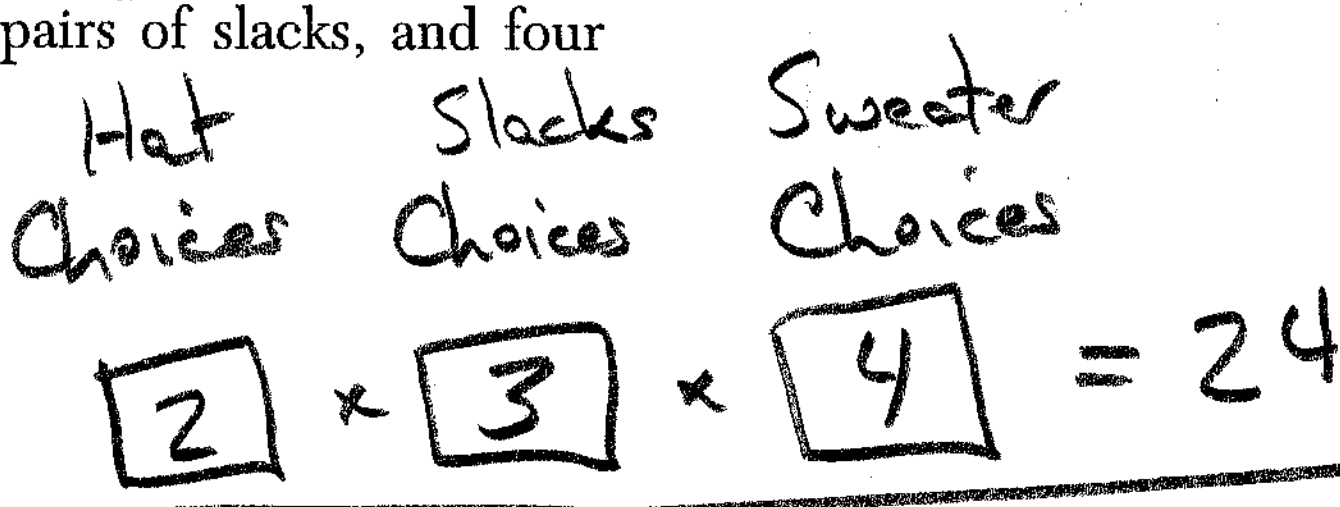 pairs of slacks, and four
Hat Slacks Sweater
Choices Choices Choices
2 × 3 × 4 = 24